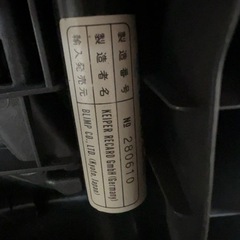 製造番号 № 280610
製造者名 KEIPER RECARO GmbH (Germany)
輸入発売元 BLIMP CO., LTD. (Kyoto, Japan)